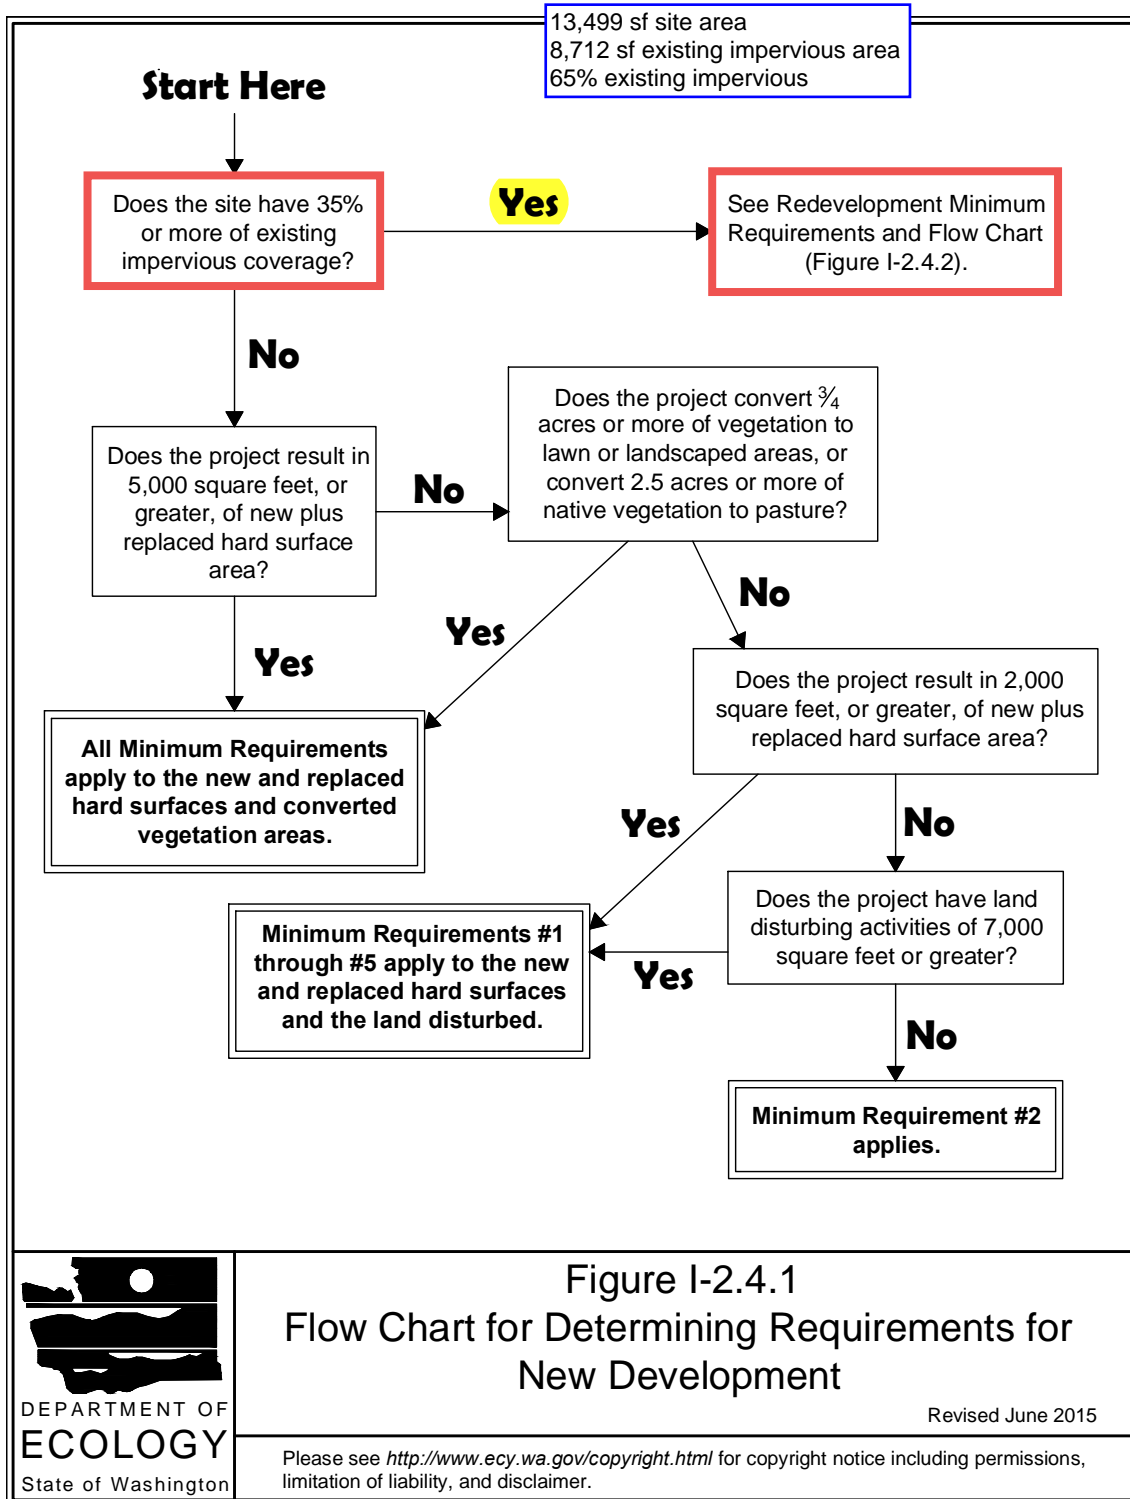 13,499 sf site area
8,712 sf existing impervious area
65% existing impervious
Start Here
Does the site have 35%
or more of existing
impervious coverage?
Yes
See Redevelopment Minimum
Requirements and Flow Chart
(Figure I-2.4.2).
No
Does the project result in
5,000 square feet, or
greater, of new plus
replaced hard surface
area?
No
Does the project convert ¾
acres or more of vegetation to
lawn or landscaped areas, or
convert 2.5 acres or more of
native vegetation to pasture?
Yes
Yes
No
All Minimum Requirements
apply to the new and replaced
hard surfaces and converted
vegetation areas.
Does the project result in 2,000
square feet, or greater, of new plus
replaced hard surface area?
Yes
No
Minimum Requirements #1
through #5 apply to the new
and replaced hard surfaces
and the land disturbed.
Yes
Does the project have land
disturbing activities of 7,000
square feet or greater?
No
Minimum Requirement #2
applies.
DEPARTMENT OF
ECOLOGY
State of Washington
Figure I-2.4.1
Flow Chart for Determining Requirements for
New Development
Revised June 2015
Please see http://www.ecy.wa.gov/copyright.html for copyright notice including permissions,
limitation of liability, and disclaimer.